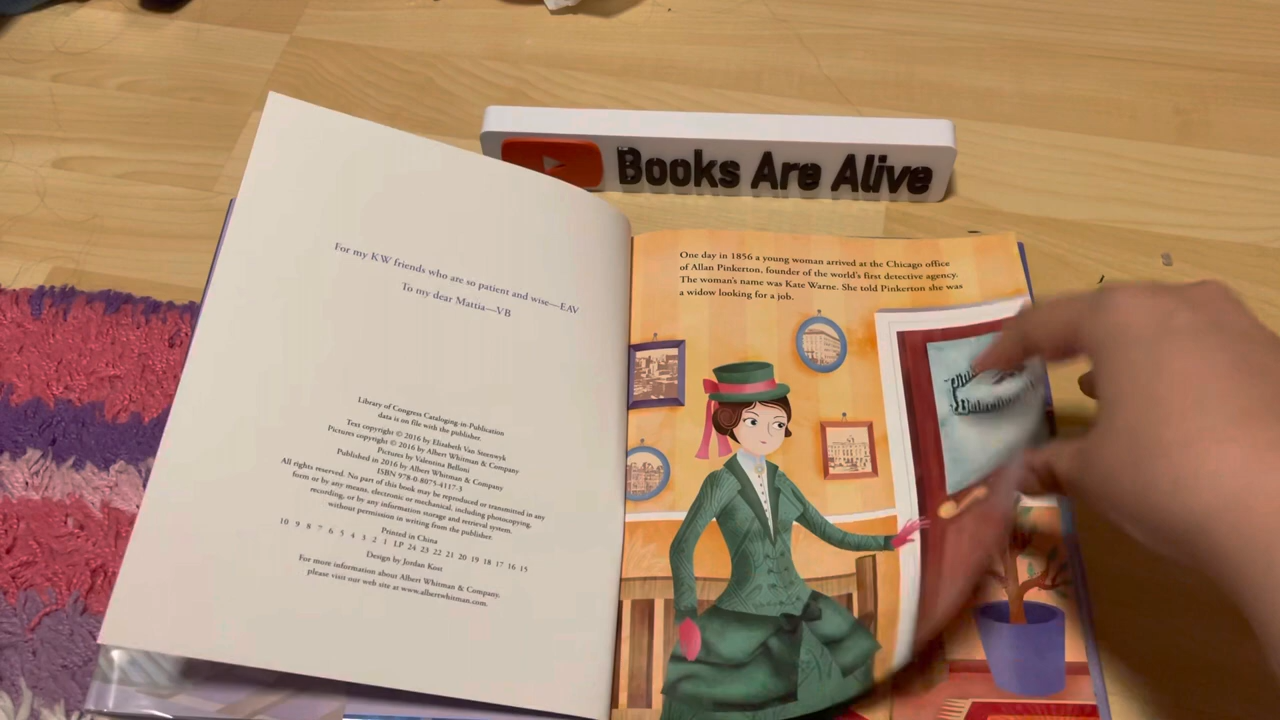 Books Are Alive
For my KW friends who are so patient and wise—EAV
To my dear Mattia—VB
Library of Congress Cataloging-in-Publication
data is on file with the publisher.
Text copyright © 2016 by Elisabeth Van Steenwyk
Pictures copyright © 2016 by Albert Whitman & Company
Pictures by Valentina Belloni
Published in 2016 by Albert Whitman & Company
ISBN 978-0-8075-4117-3
All rights reserved. No part of this book may be reproduced or transmitted in any
form or by any means, electronic or mechanical, including photocopying,
recording, or by any information storage and retrieval system,
without permission in writing from the publisher.
Printed in China
10 9 8 7 6 5 4 3 2 1 LP 24 23 22 21 20 19 18 17 16 15
Design by Jordan Kost
For more information about Albert Whitman & Company,
please visit our web site at www.albertwhitman.com.
One day in 1856 a young woman arrived at the Chicago office
of Allan Pinkerton, founder of the world's first detective agency.
The woman's name was Kate Warne. She told Pinkerton she was
a widow looking for a job.